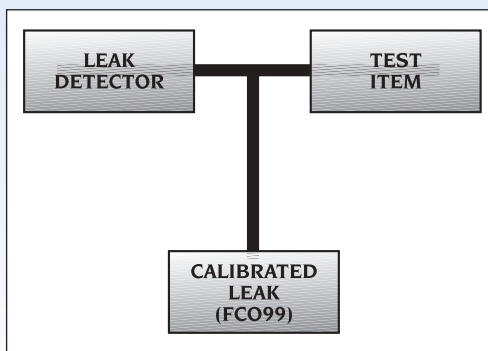 LEAK
DETECTOR
TEST
ITEM
CALIBRATED
LEAK
(FCO99)